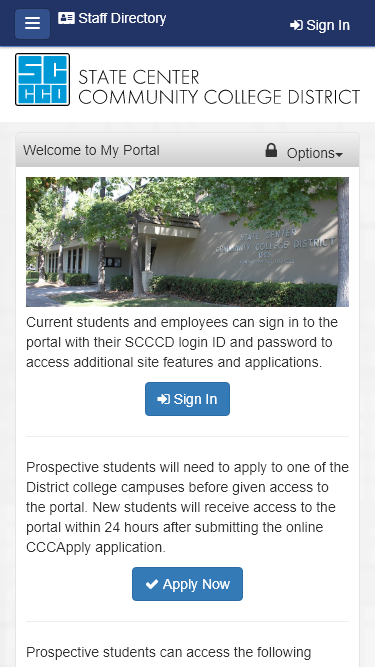 Staff Directory
Sign In
SC
CCD
STATE CENTER
COMMUNITY COLLEGE DISTRICT
Welcome to My Portal
Options
STATE CENTER
COMMUNITY COLLEGE DISTRICT
Current students and employees can sign in to the
portal with their SCCCD login ID and password to
access additional site features and applications.
Sign In
Prospective students will need to apply to one of the
District college campuses before given access to
the portal. New students will receive access to the
portal within 24 hours after submitting the online
CCCApply application.
Apply Now
Prospective students can access the following